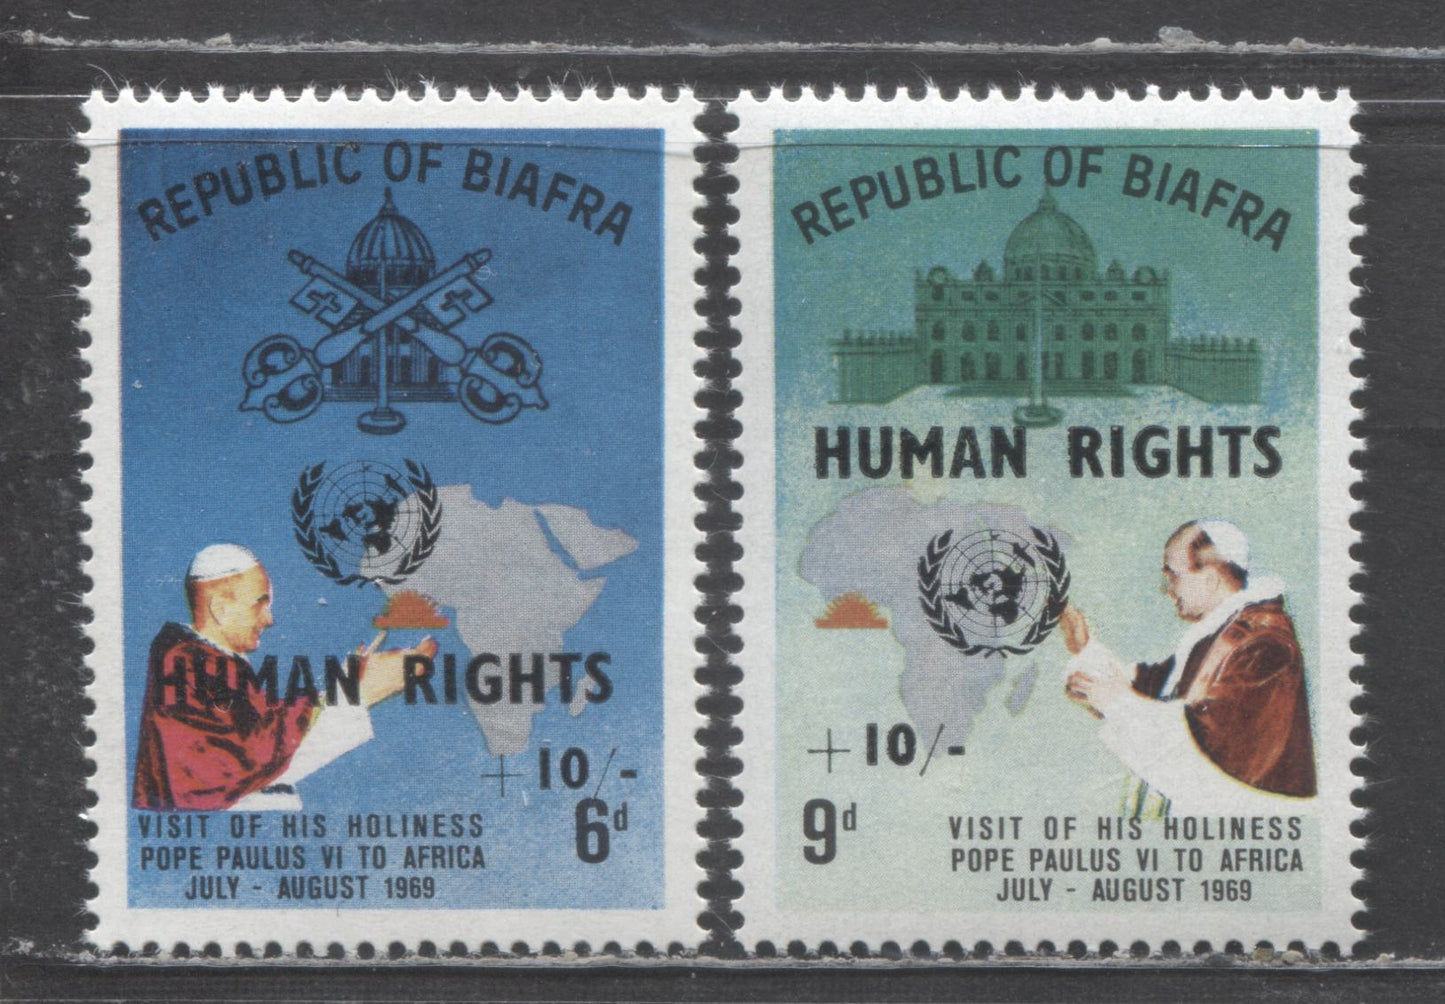 REPUBLIC OF BIAFRA
HUMAN RIGHTS
+ 10/-
6d
VISIT OF HIS HOLINESS
POPE PAULUS VI TO AFRICA
JULY - AUGUST 1969
REPUBLIC OF BIAFRA
HUMAN RIGHTS
+ 10/-
9d
VISIT OF HIS HOLINESS
POPE PAULUS VI TO AFRICA
JULY - AUGUST 1969